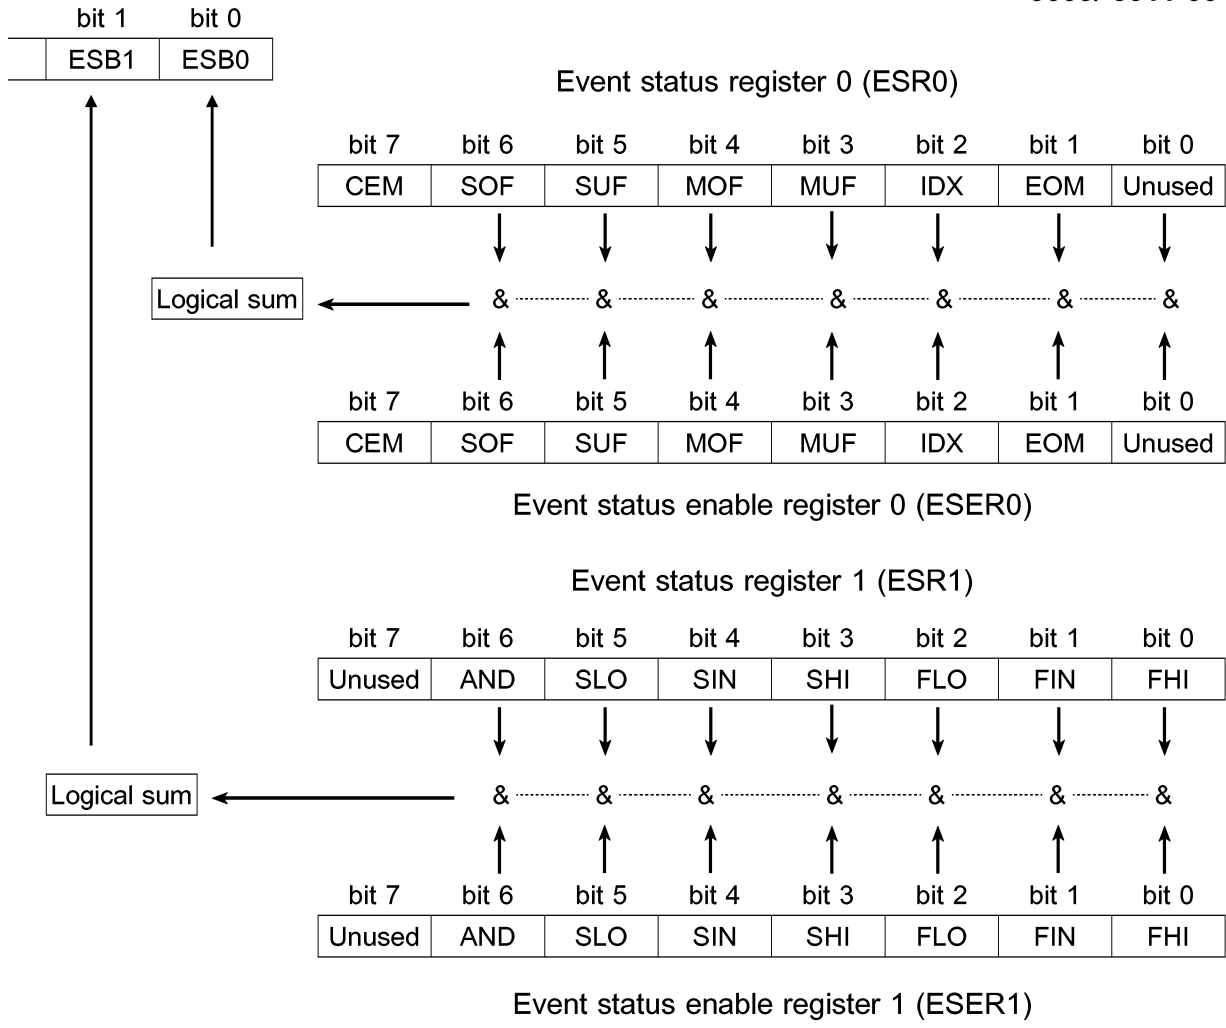 bit 1 bit 0
ESB1 ESB0
Event status register 0 (ESR0)
bit 7 bit 6 bit 5 bit 4 bit 3 bit 2 bit 1 bit 0
CEM SOF SUF MOF MUF IDX EOM Unused
Logical sum & & & & & & &
bit 7 bit 6 bit 5 bit 4 bit 3 bit 2 bit 1 bit 0
CEM SOF SUF MOF MUF IDX EOM Unused
Event status enable register 0 (ESER0)
Event status register 1 (ESR1)
bit 7 bit 6 bit 5 bit 4 bit 3 bit 2 bit 1 bit 0
Unused AND SLO SIN SHI FLO FIN FHI
Logical sum & & & & & & &
bit 7 bit 6 bit 5 bit 4 bit 3 bit 2 bit 1 bit 0
Unused AND SLO SIN SHI FLO FIN FHI
Event status enable register 1 (ESER1)